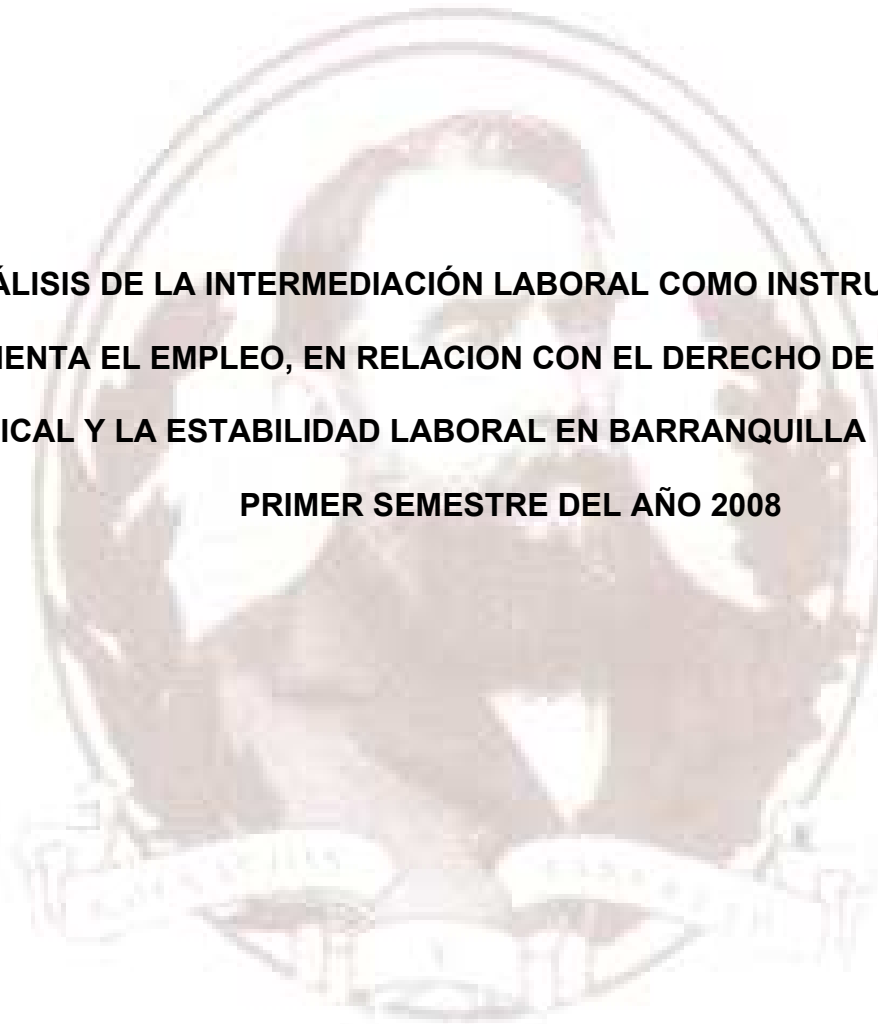 ÁLISIS DE LA INTERMEDIACIÓN LABORAL COMO INSTRU
IENTA EL EMPLEO, EN RELACION CON EL DERECHO DE
ICAL Y LA ESTABILIDAD LABORAL EN BARRANQUILLA
PRIMER SEMESTRE DEL AÑO 2008